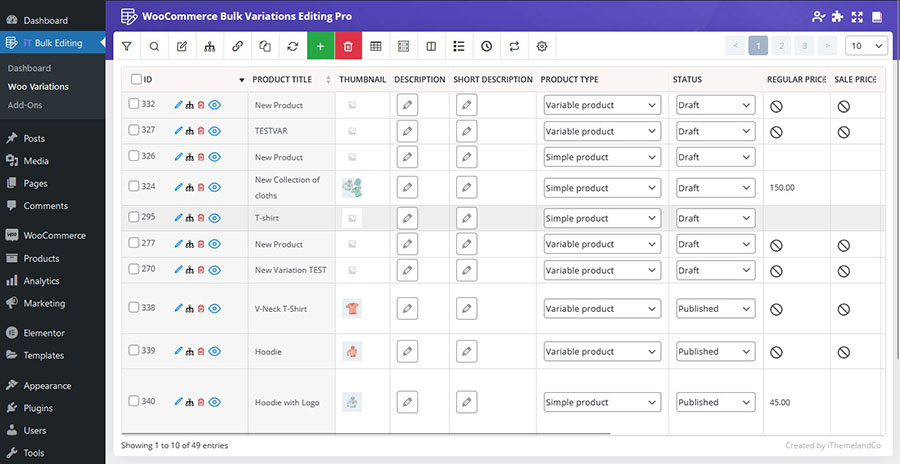 Dashboard
iT Bulk Editing
Dashboard
Woo Variations
Add-Ons
Posts
Media
Pages
Comments
WooCommerce
Products
Analytics
Marketing
Elementor
Templates
Appearance
Plugins
Users
Tools
WooCommerce Bulk Variations Editing Pro
< 1 2 3 > 10
ID PRODUCT TITLE THUMBNAIL DESCRIPTION SHORT DESCRIPTION PRODUCT TYPE STATUS REGULAR PRICE SALE PRICE
332 New Product Variable product Draft
327 TESTVAR Variable product Draft
326 New Product Simple product Draft
324 New Collection of
cloths Simple product Draft 150.00
295 T-shirt Simple product Draft
277 New Product Variable product Draft
270 New Variation TEST Variable product Draft
338 V-Neck T-Shirt Variable product Published
339 Hoodie Variable product Published
340 Hoodie with Logo Simple product Published 45.00
Showing 1 to 10 of 49 entries
Created by iThemelandCo